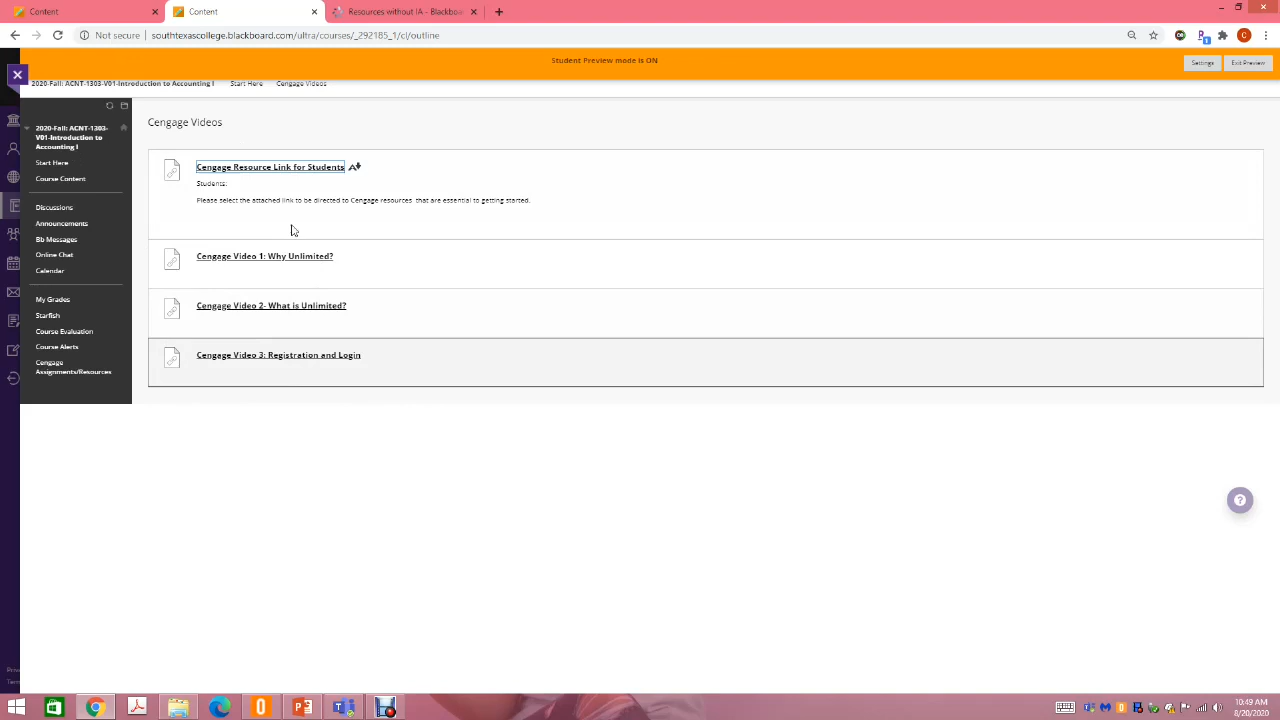 Content
Content
Resources without IA - Blackboa
Not secure
southtexascollege.blackboard.com/ultra/courses/_292185_1/cl/outline
Student Preview mode is ON
Settings
Exit Preview
2020-Fall: ACNT-1303-V01-Introduction to Accounting I
Start Here
Cengage Videos
2020-Fall: ACNT-1303-
V01-Introduction to
Accounting I
Start Here
Course Content
Discussions
Announcements
Bb Messages
Online Chat
Calendar
My Grades
Starfish
Course Evaluation
Course Alerts
Cengage
Assignments/Resources
Cengage Videos
Cengage Resource Link for Students
Students:
Please select the attached link to be directed to Cengage resources that are essential to getting started.
Cengage Video 1: Why Unlimited?
Cengage Video 2- What is Unlimited?
Cengage Video 3: Registration and Login
10:49 AM
8/20/2020